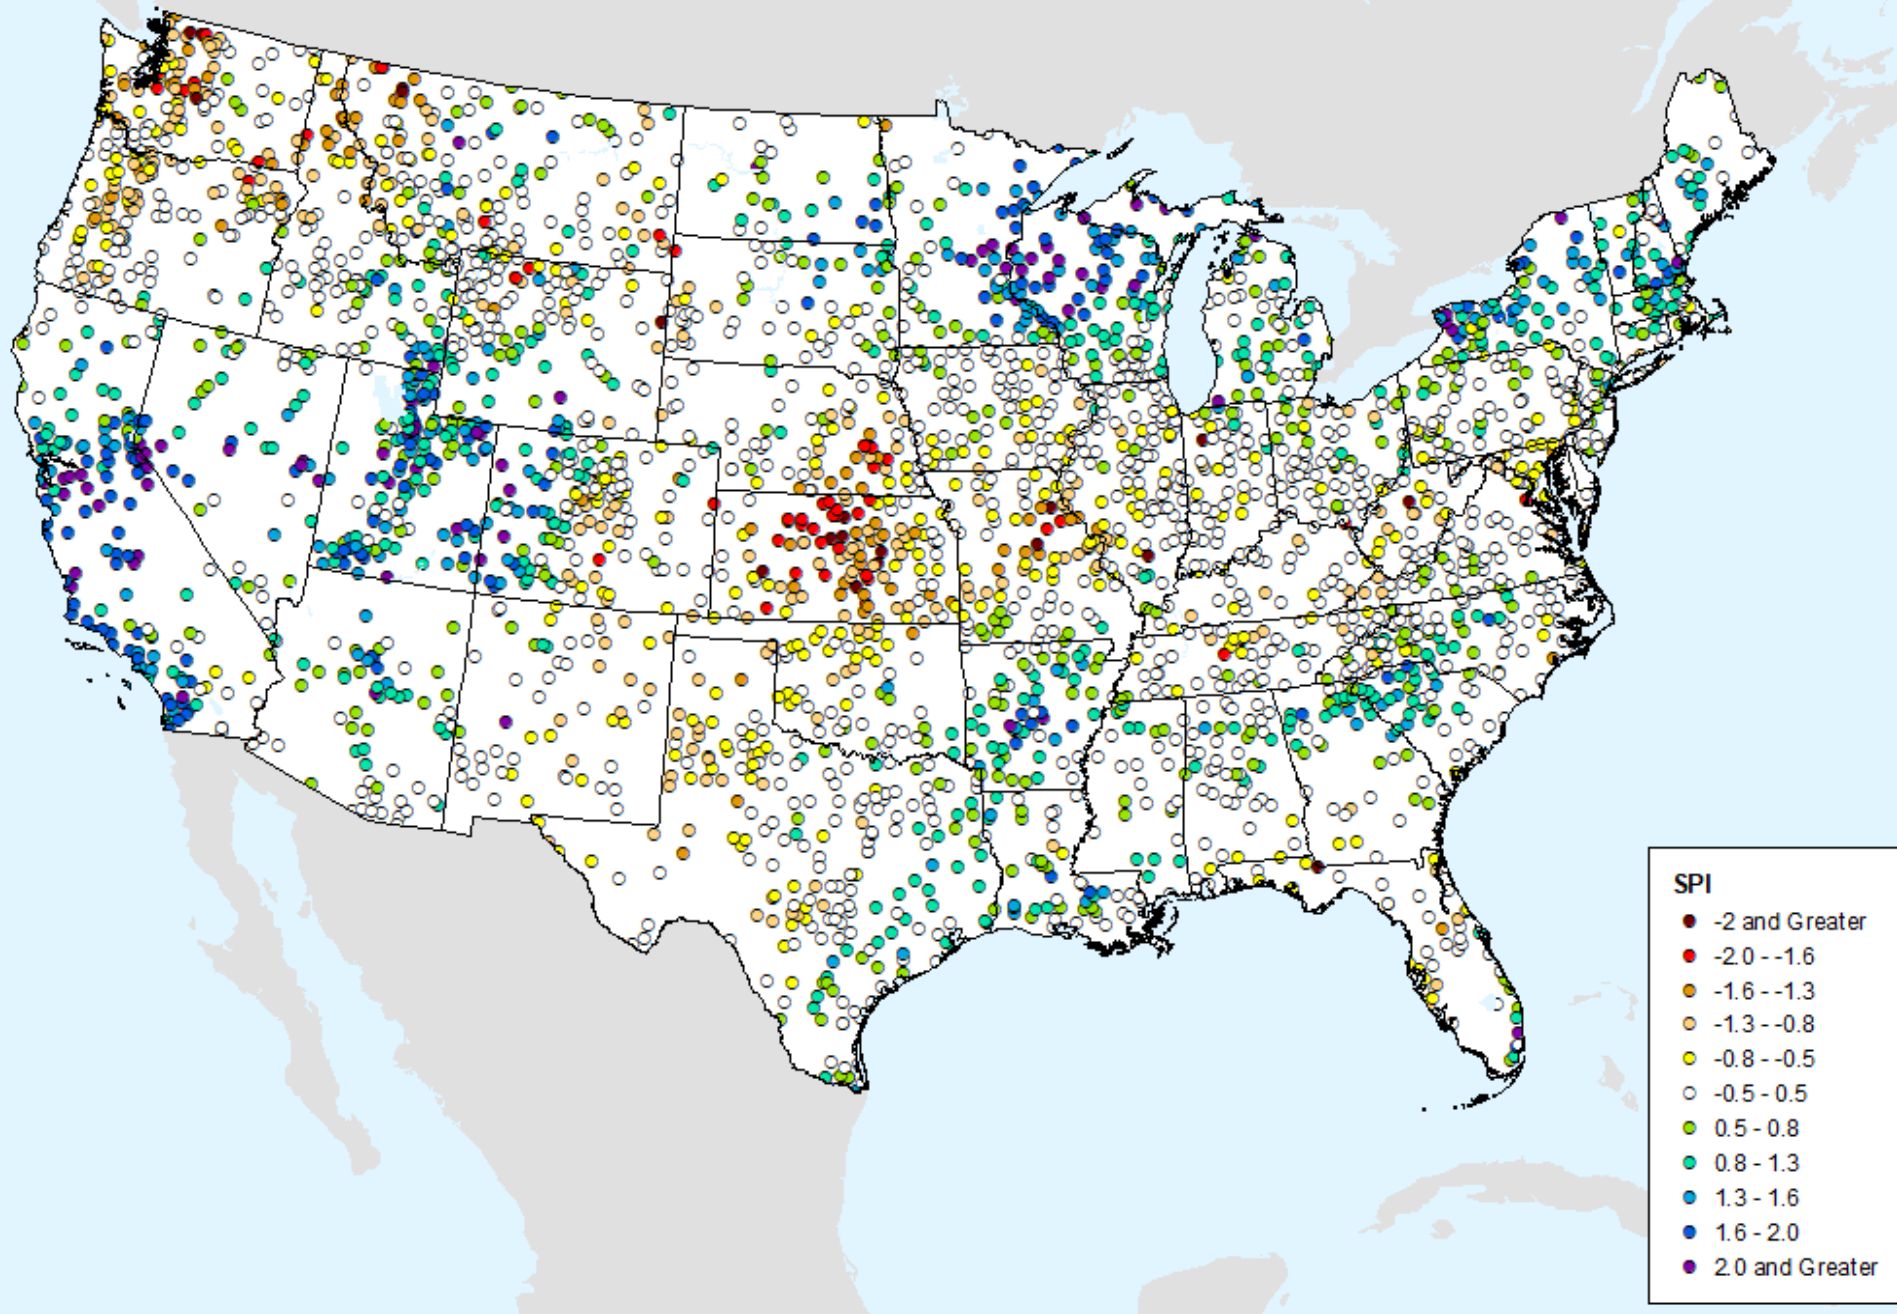 SPI
-2 and Greater
-2.0 - -1.6
-1.6 - -1.3
-1.3 - -0.8
-0.8 - -0.5
-0.5 - 0.5
0.5 - 0.8
0.8 - 1.3
1.3 - 1.6
1.6 - 2.0
2.0 and Greater